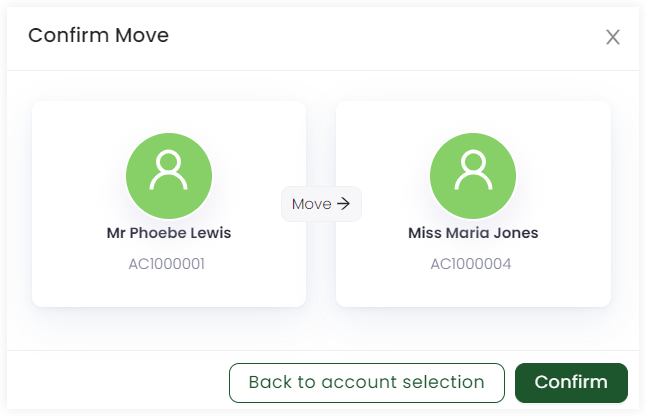 Confirm Move
Move →
Mr Phoebe Lewis
Miss Maria Jones
AC1000001
AC1000004
Back to account selection
Confirm